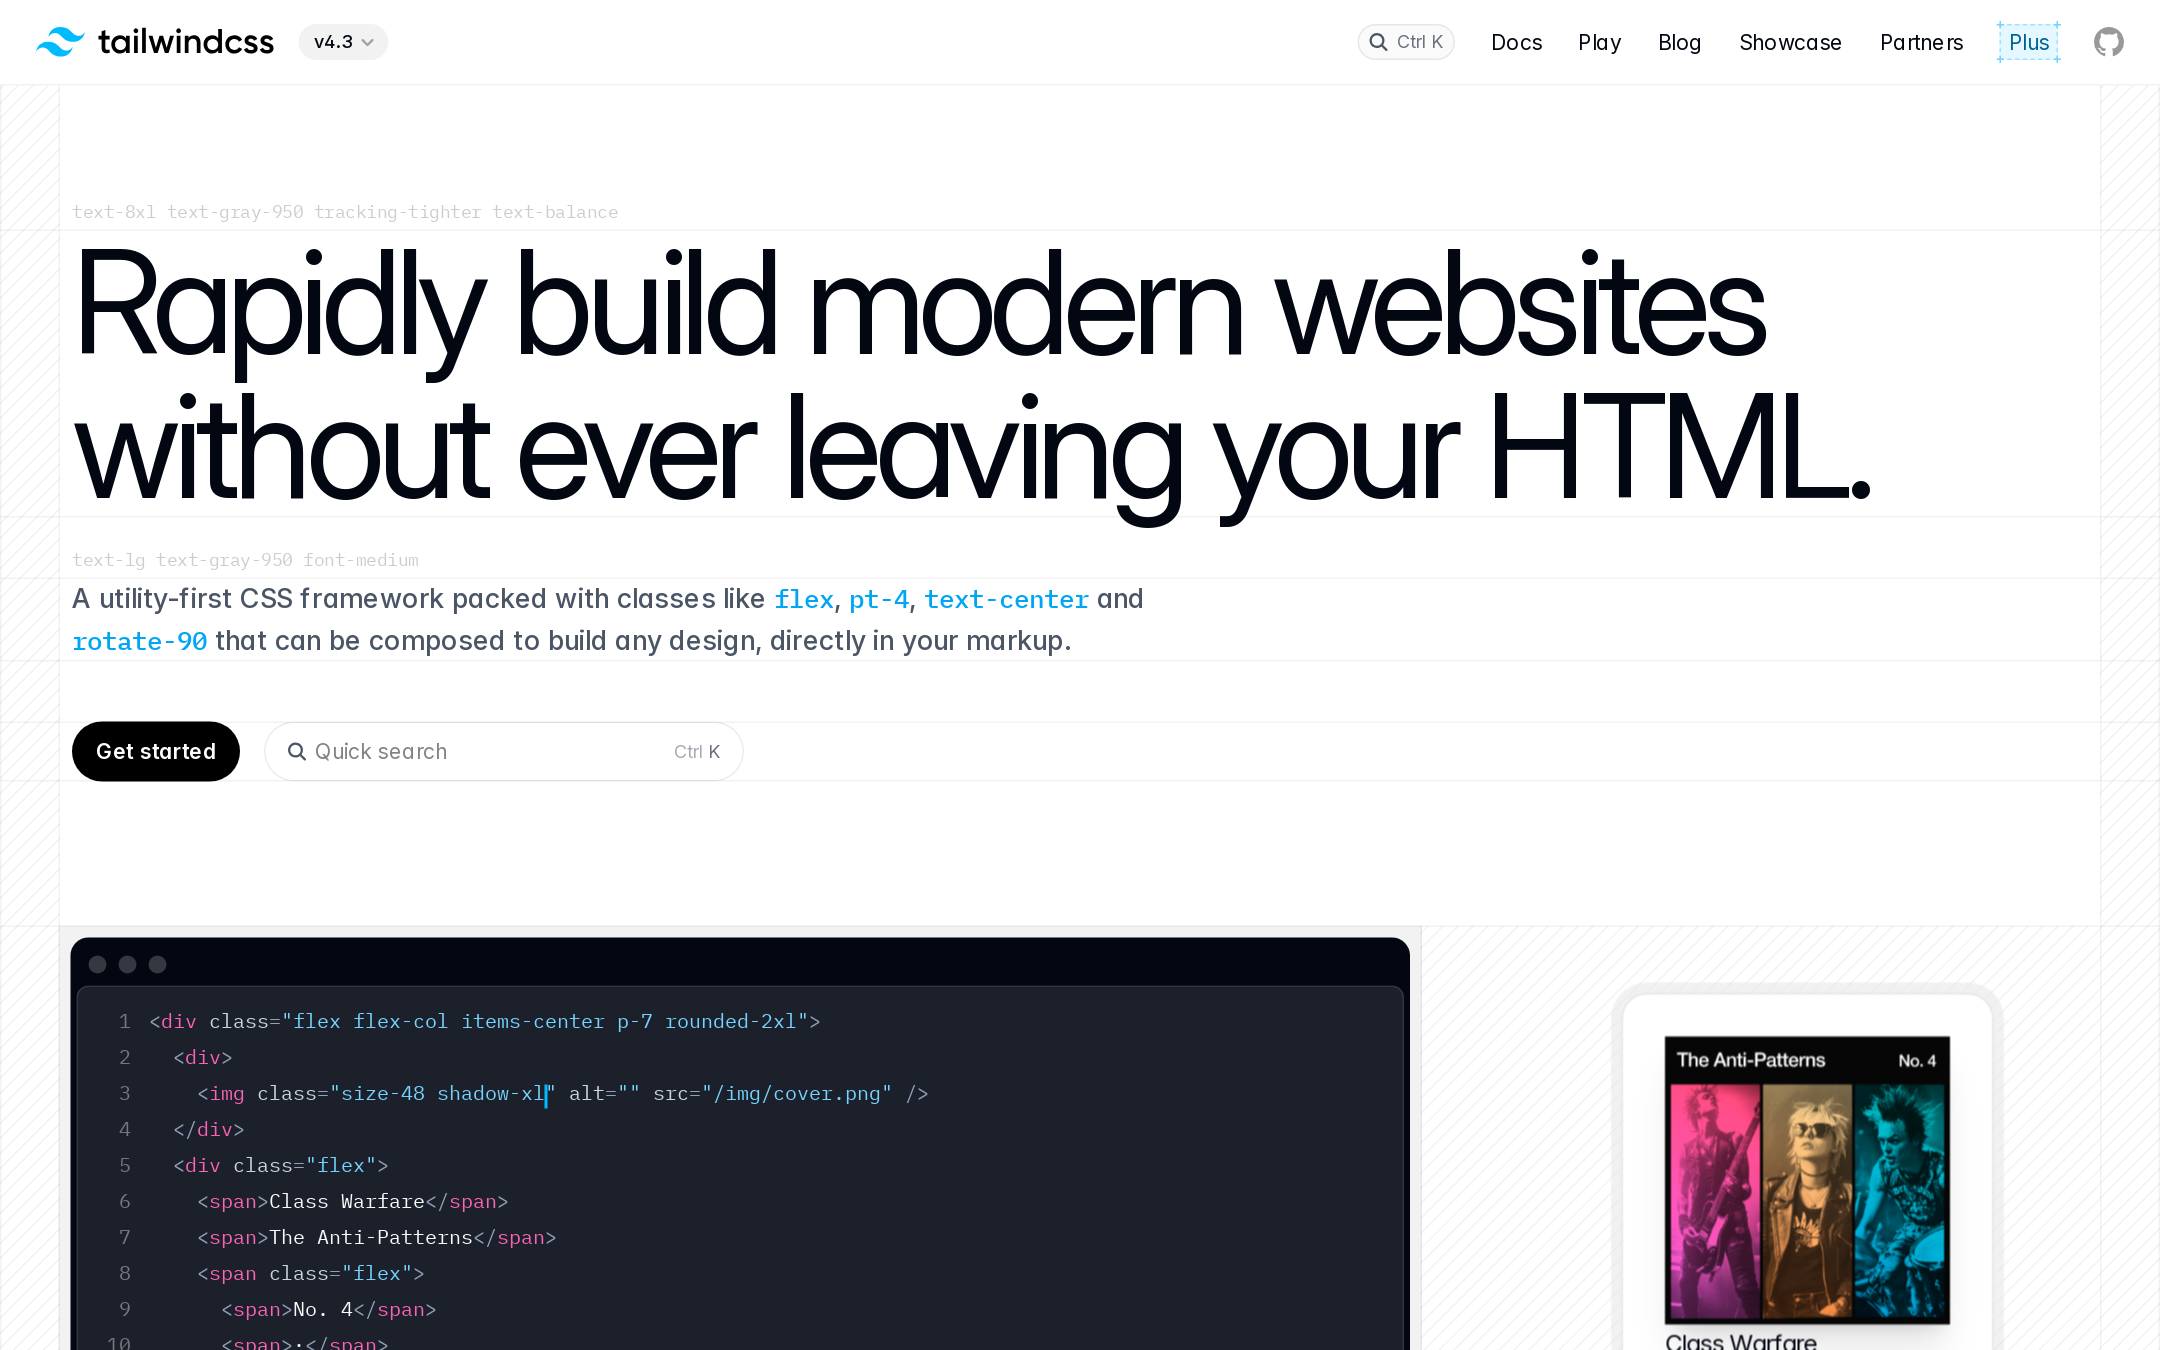 tailwindcss v4.3 Ctrl K Docs Play Blog Showcase Partners Plus
text-8xl text-gray-950 tracking-tighter text-balance
Rapidly build modern websites
without ever leaving your HTML.
text-lg text-gray-950 font-medium
A utility-first CSS framework packed with classes like flex, pt-4, text-center and
rotate-90 that can be composed to build any design, directly in your markup.
Get started Quick search Ctrl K
1 <div class="flex flex-col items-center p-7 rounded-2xl">
2 <div>
3 <img class="size-48 shadow-xl" alt="" src="/img/cover.png" />
4 </div>
5 <div class="flex">
6 <span>Class Warfare</span>
7 <span>The Anti-Patterns</span>
8 <span class="flex">
9 <span>No. 4</span>
10 <span>·</span>
The Anti-Patterns No. 4
Class Warfare